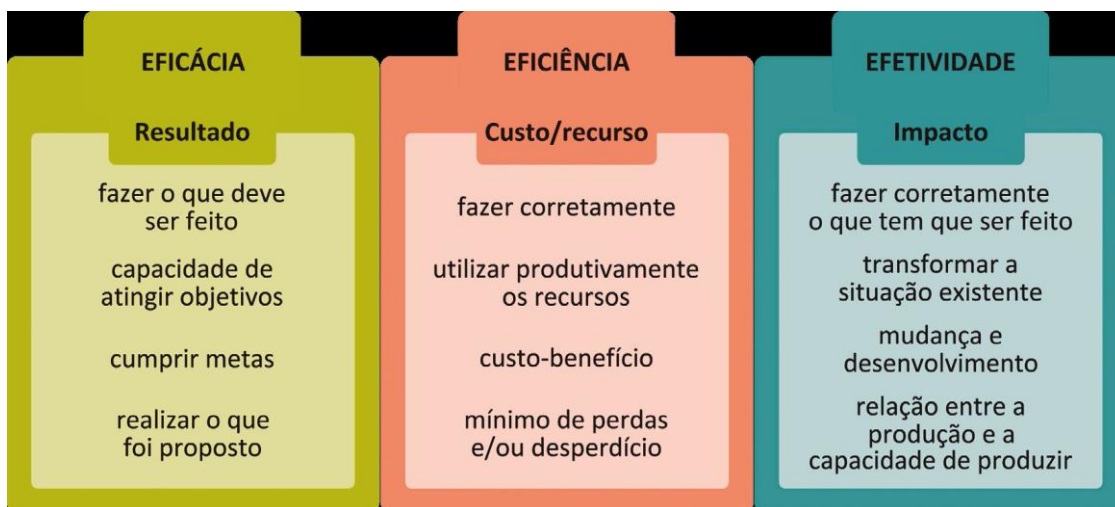 EFICÁCIA
Resultado
fazer o que deve
ser feito
capacidade de
atingir objetivos
cumprir metas
realizar o que
foi proposto
EFICIÊNCIA
Custo/recurso
fazer corretamente
utilizar produtivamente
os recursos
custo-benefício
mínimo de perdas
e/ou desperdício
EFETIVIDADE
Impacto
fazer corretamente
o que tem que ser feito
transformar a
situação existente
mudança e
desenvolvimento
relação entre a
produção e a
capacidade de produzir